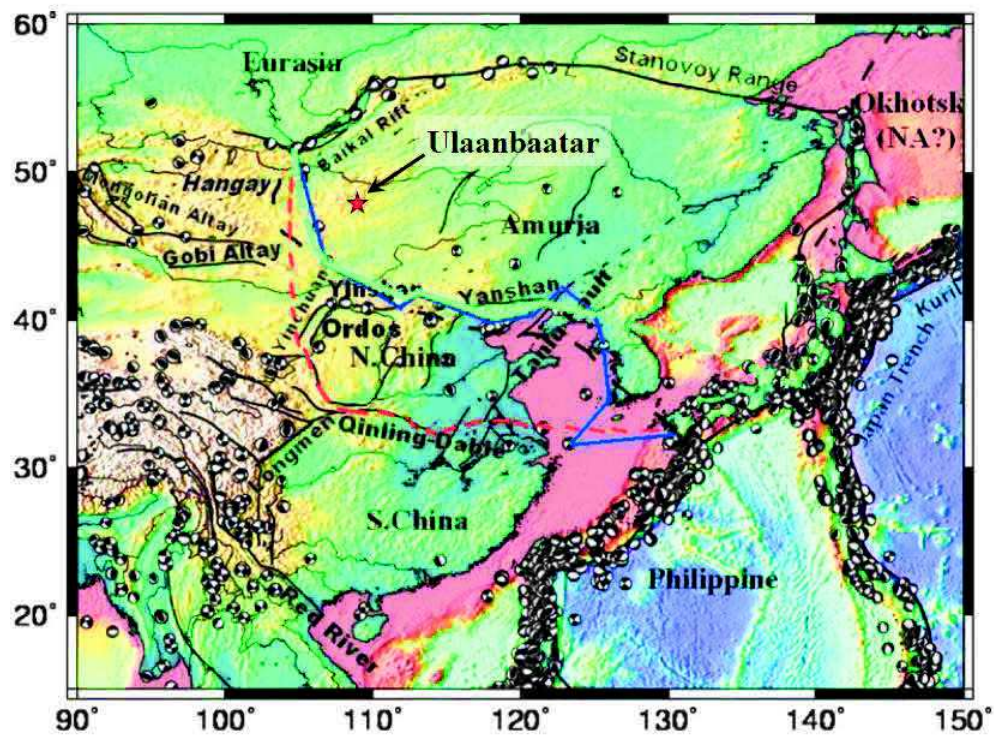 60°
Eurasia
Stanovoy Range
Okhotsk
(NA?)
Baikal Rift
Ulaanbaatar
50°
Hangay
Mongolian Altay
Amuria
Gobi Altay
Yinshan
Yanshan
Yinchuan
40°
Ordos
N.China
Fault
Kuril
Japan Trench
Qinling-Dabie
30°
S.China
Philippine
20°
Red River
90°
100°
110°
120°
130°
140°
150°